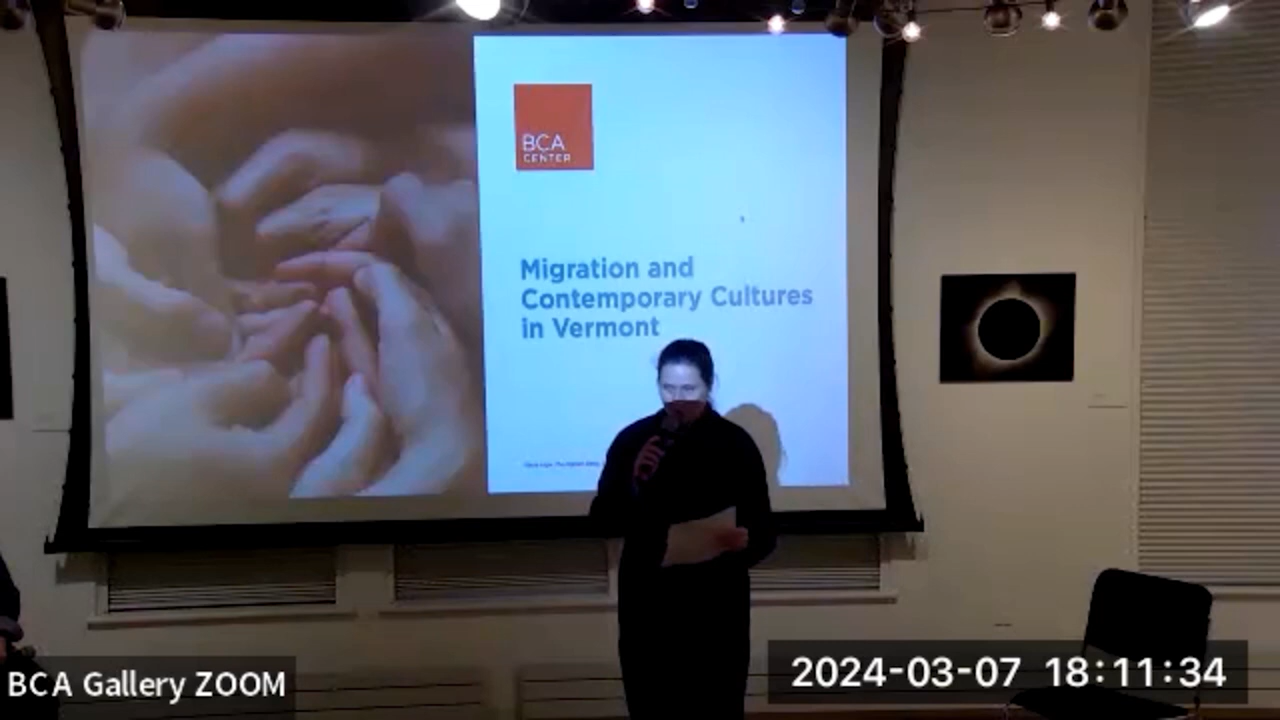 BCA
CENTER
Migration and
Contemporary Cultures
in Vermont
BCA Gallery ZOOM
2024-03-07 18:11:34